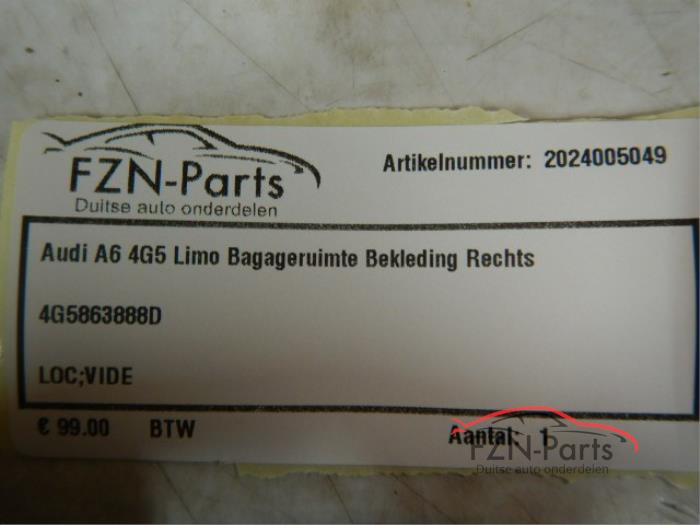 FZN-Parts
Duitse auto onderdelen
Artikelnummer: 2024005049
Audi A6 4G5 Limo Bagageruimte Bekleding Rechts
4G5863888D
LOC;VIDE
€ 99.00 BTW Aantal: 1
FZN-Parts
Duitse auto onderdelen